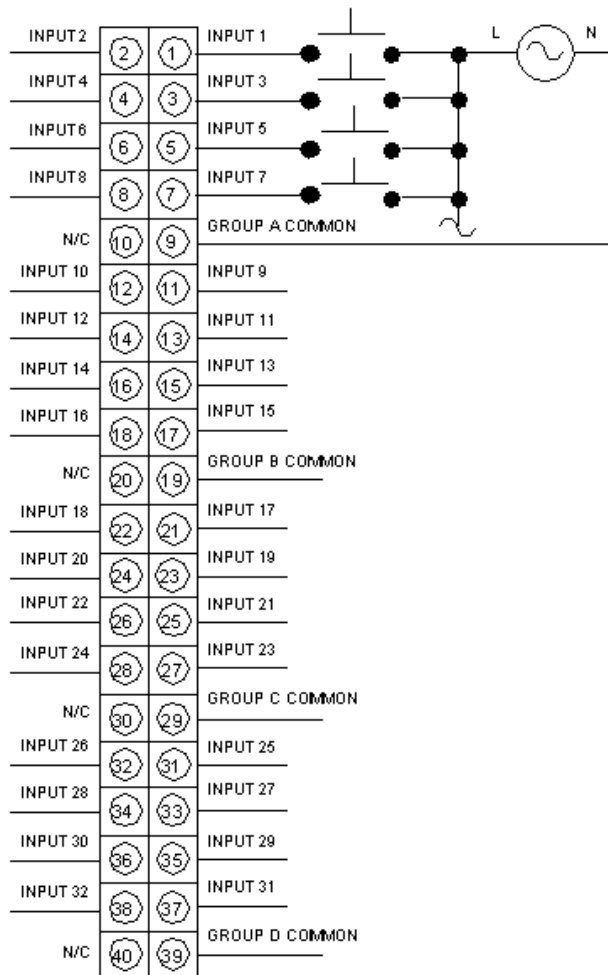 INPUT 2 2 1 INPUT 1 L N
INPUT 4 4 3 INPUT 3
INPUT 6 6 5 INPUT 5
INPUT 8 8 7 INPUT 7
N/C 10 9 GROUP A COMMON
INPUT 10 12 11 INPUT 9
INPUT 12 14 13 INPUT 11
INPUT 14 16 15 INPUT 13
INPUT 16 18 17 INPUT 15
N/C 20 19 GROUP B COMMON
INPUT 18 22 21 INPUT 17
INPUT 20 24 23 INPUT 19
INPUT 22 26 25 INPUT 21
INPUT 24 28 27 INPUT 23
N/C 30 29 GROUP C COMMON
INPUT 26 32 31 INPUT 25
INPUT 28 34 33 INPUT 27
INPUT 30 36 35 INPUT 29
INPUT 32 38 37 INPUT 31
N/C 40 39 GROUP D COMMON